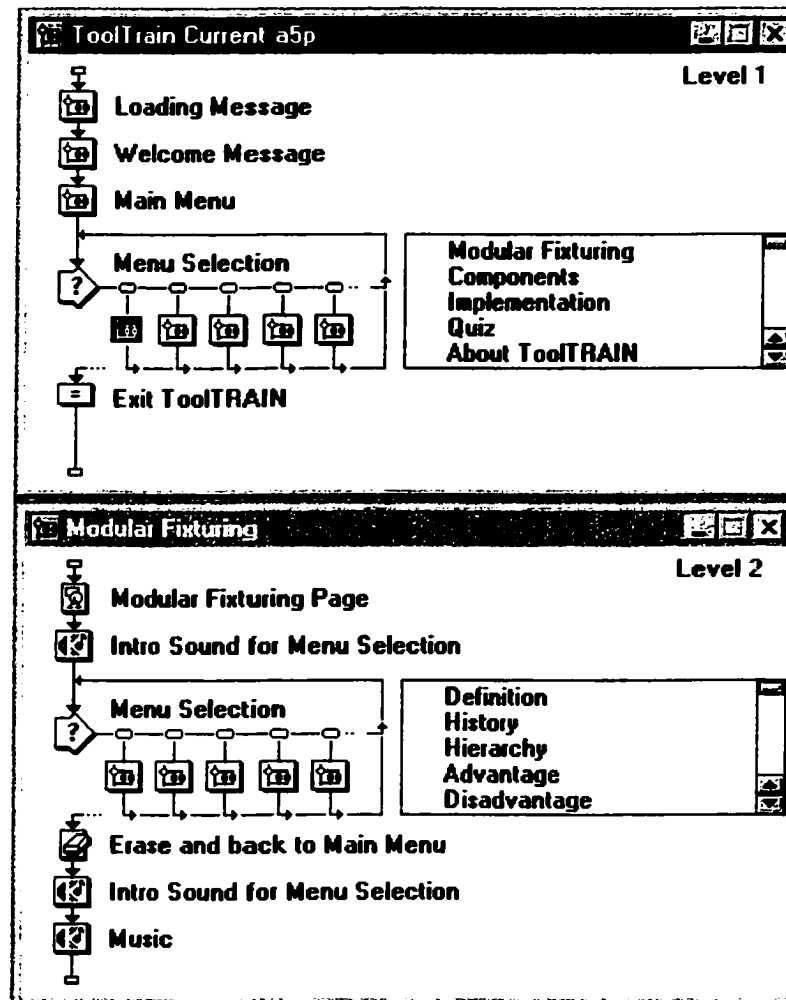 ToolTrain Current a5p
Level 1
Loading Message
Welcome Message
Main Menu
Menu Selection
?
Modular Fixturing
Components
Implementation
Quiz
About ToolTRAIN
=
Exit ToolTRAIN
Modular Fixturing
Level 2
Modular Fixturing Page
Intro Sound for Menu Selection
Menu Selection
?
Definition
History
Hierarchy
Advantage
Disadvantage
Erase and back to Main Menu
Intro Sound for Menu Selection
Music